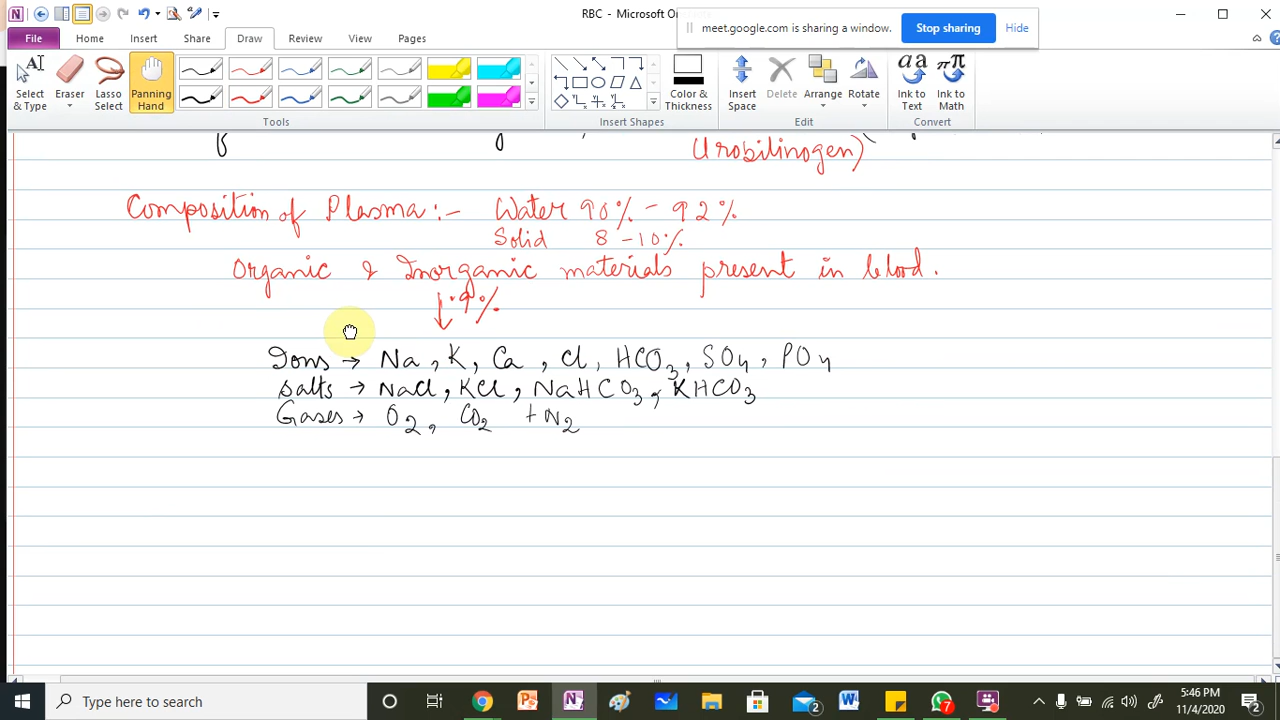 RBC - Microsoft On
meet.google.com is sharing a window. Stop sharing Hide
File Home Insert Share Draw Review View Pages
Select & Type Eraser Lasso Select Panning Hand Color & Thickness Insert Space Delete Arrange Rotate Ink to Text Ink to Math
Tools Insert Shapes Edit Convert
Urobilinogen)
Composition of Plasma:- Water 90% - 92%
Solid 8 - 10%
Organic & Inorganic materials present in blood.
↓ .9%
Ions → Na, K, Ca, Cl, HCO3, SO4, PO4
Salts → NaCl, KCl, NaHCO3, KHCO3
Gases → O2, CO2 + N2
Type here to search
5:46 PM
11/4/2020